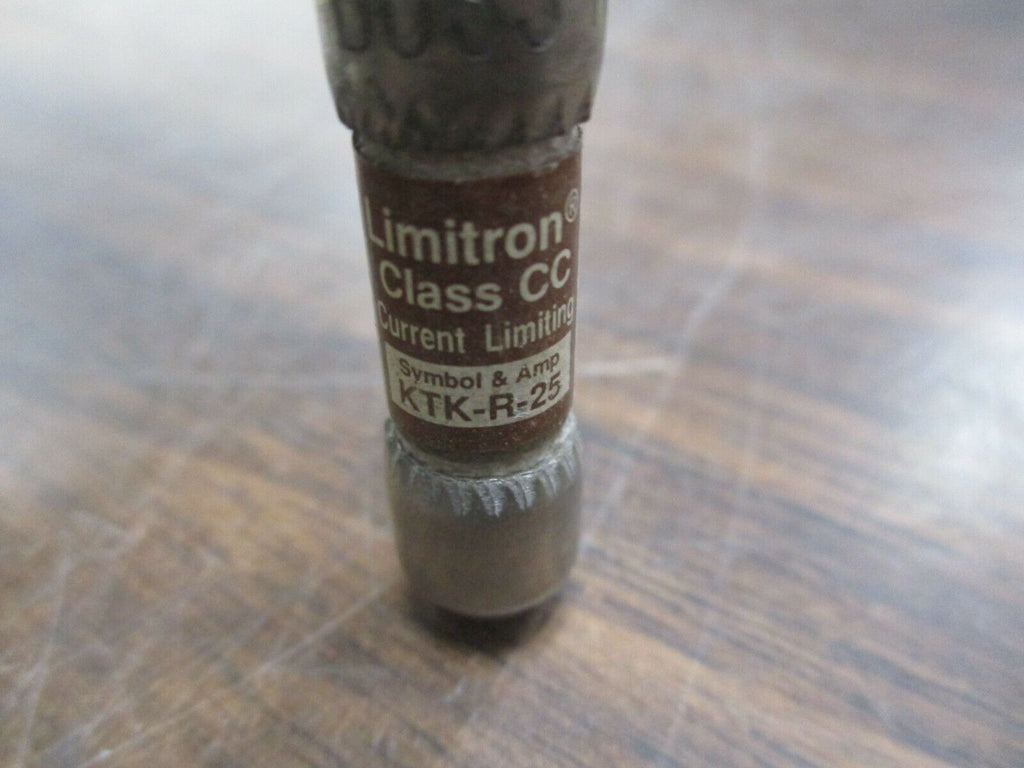 Limitron®
Class CC
Current Limiting
Symbol & Amp
KTK-R-25